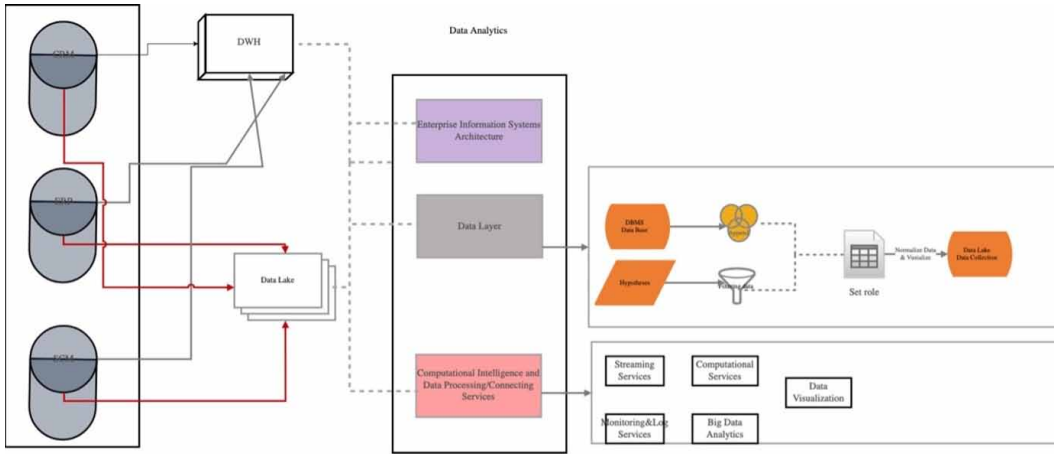 CRM
DWH
Data Analytics
Enterprise Information Systems
Architecture
ERP
Data Layer
DBMS
Data Base
Hypotheses
Normalize Data
& Visualize
Data Lake
Data Collection
Set role
Data Lake
Computational Intelligence and
Data Processing/Connecting
Services
Streaming
Services
Computational
Services
Data
Visualization
Monitoring&Log
Services
Big Data
Analytics